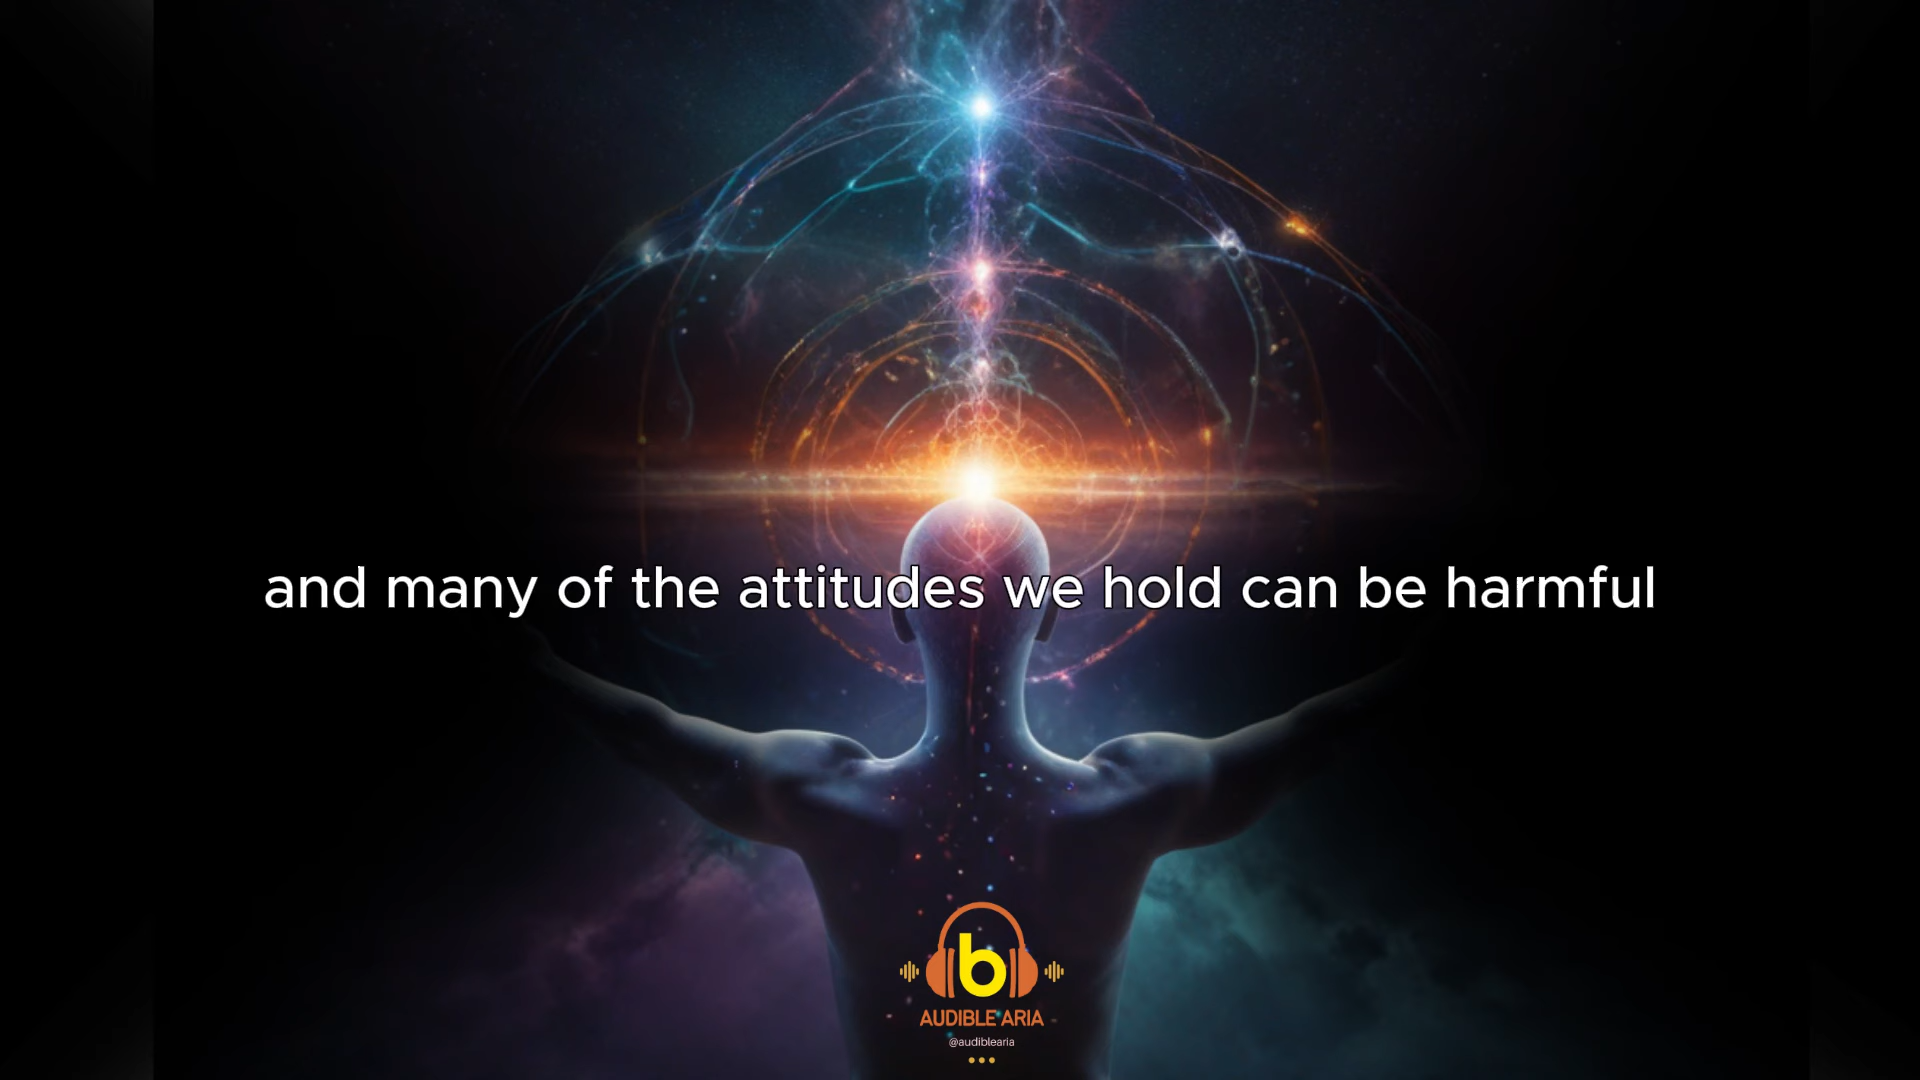 and many of the attitudes we hold can be harmful
b
AUDIBLE ARIA
@audiblearia